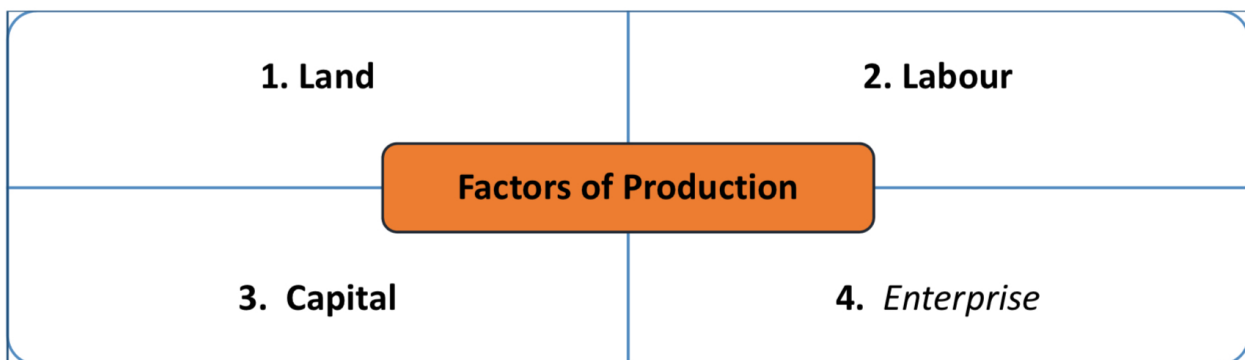 1. Land
2. Labour
Factors of Production
3. Capital
4. Enterprise